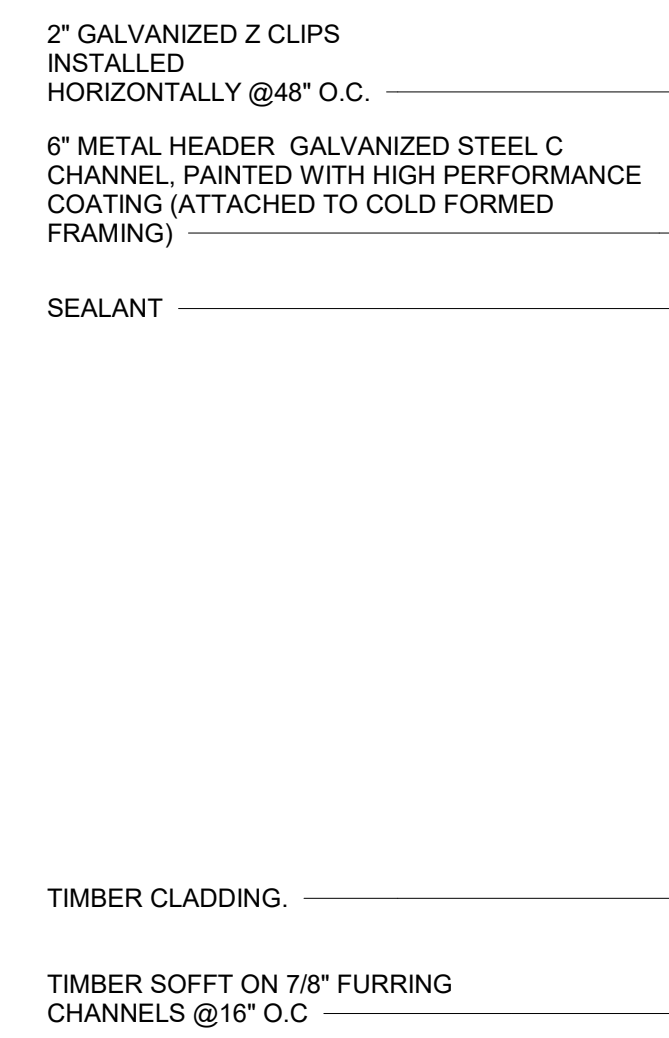 2" GALVANIZED Z CLIPS
INSTALLED
HORIZONTALLY @48" O.C.
6" METAL HEADER  GALVANIZED STEEL C
CHANNEL, PAINTED WITH HIGH PERFORMANCE
COATING (ATTACHED TO COLD FORMED
FRAMING)
SEALANT
TIMBER CLADDING.
TIMBER SOFFT ON 7/8" FURRING
CHANNELS @16" O.C